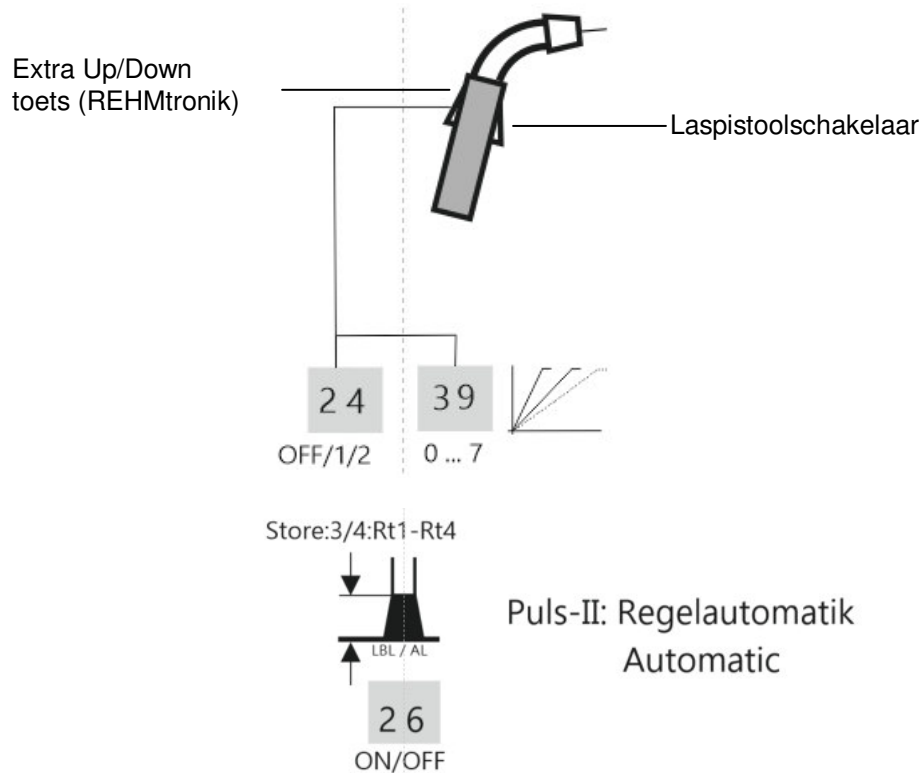 Extra Up/Down
toets (REHMtronik)
Laspistoolschakelaar
24
39
OFF/1/2
0 ... 7
Store:3/4:Rt1-Rt4
LBL / AL
Puls-II: Regelautomatik
Automatic
26
ON/OFF